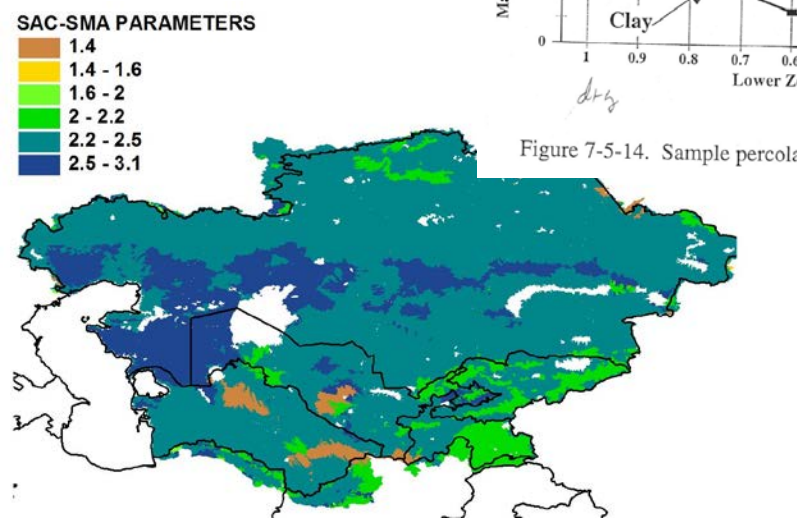 SAC-SMA PARAMETERS
1.4
1.4 - 1.6
1.6 - 2
2 - 2.2
2.2 - 2.5
2.5 - 3.1
Clay
0
1 0.9 0.8 0.7
Lower
dry
Figure 7-5-14. Sample